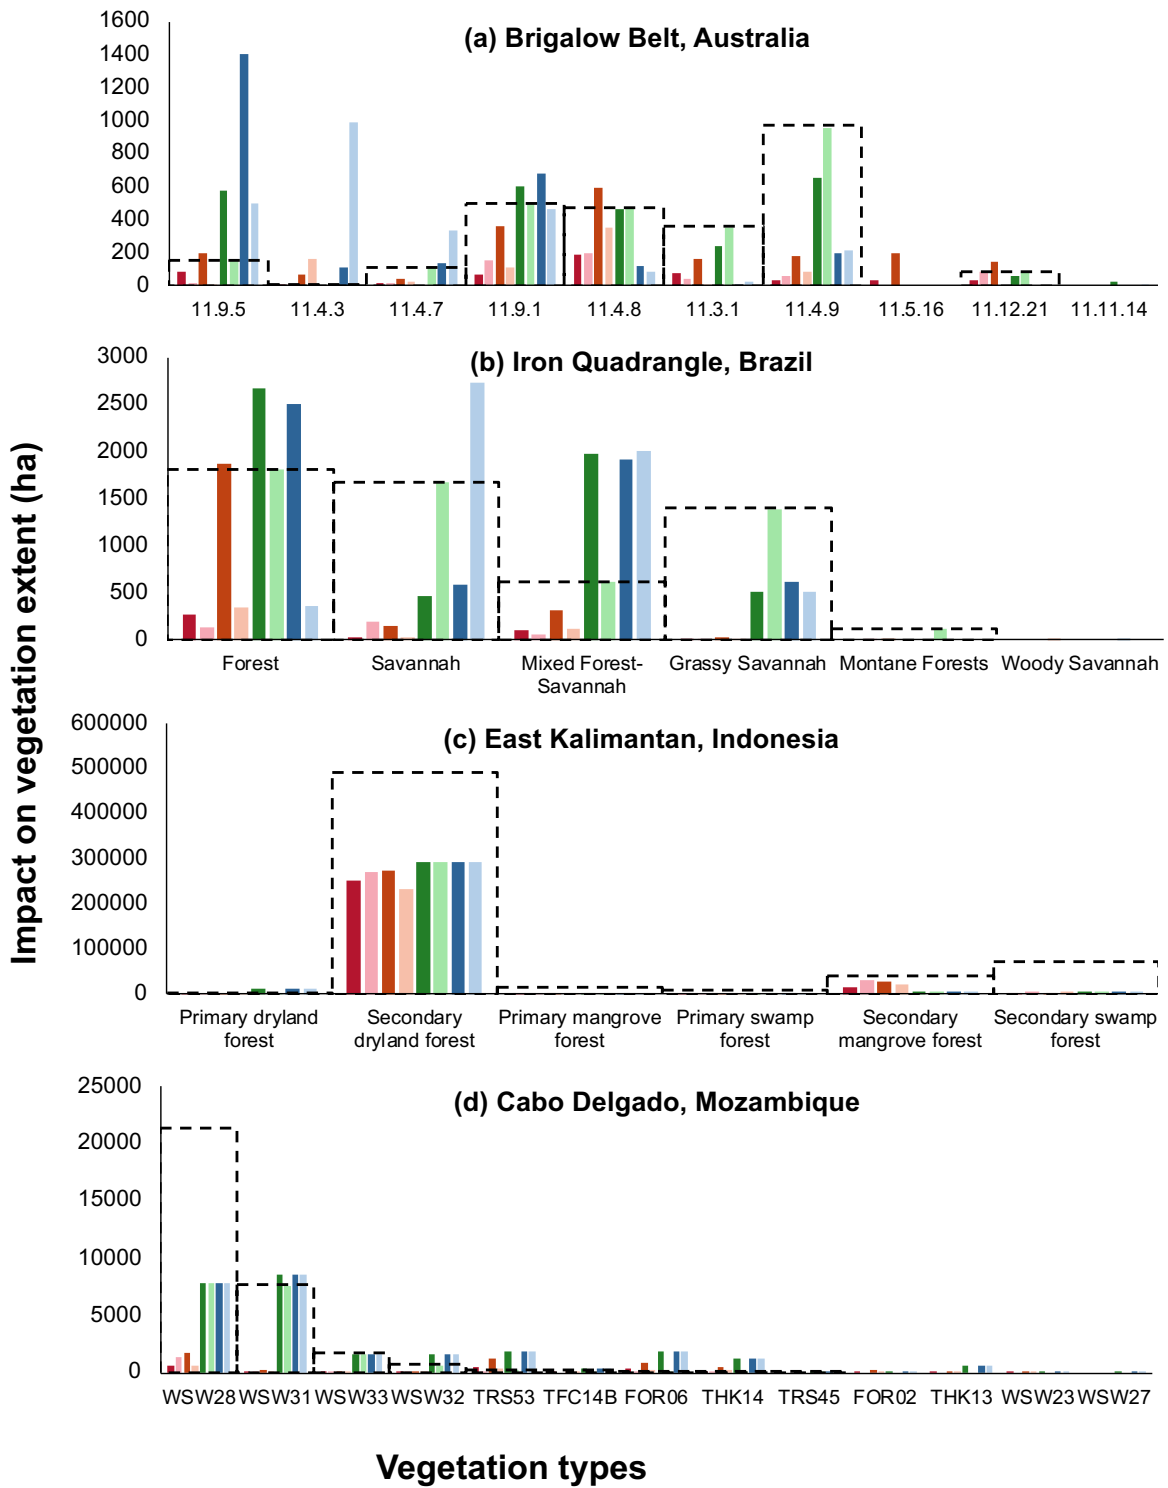 Impact on vegetation extent (ha)
(a) Brigalow Belt, Australia
1600
1400
1200
1000
800
600
400
200
0
11.9.5 11.4.3 11.4.7 11.9.1 11.4.8 11.3.1 11.4.9 11.5.16 11.12.21 11.11.14
(b) Iron Quadrangle, Brazil
3000
2500
2000
1500
1000
500
0
Forest Savannah Mixed Forest- Grassy Savannah Montane Forests Woody Savannah
Savannah
(c) East Kalimantan, Indonesia
600000
500000
400000
300000
200000
100000
0
Primary dryland Secondary Primary mangrove Primary swamp Secondary Secondary swamp
forest dryland forest forest forest mangrove forest forest
(d) Cabo Delgado, Mozambique
25000
20000
15000
10000
5000
0
WSW28 WSW31 WSW33 WSW32 TRS53 TFC14B FOR06 THK14 TRS45 FOR02 THK13 WSW23 WSW27
Vegetation types